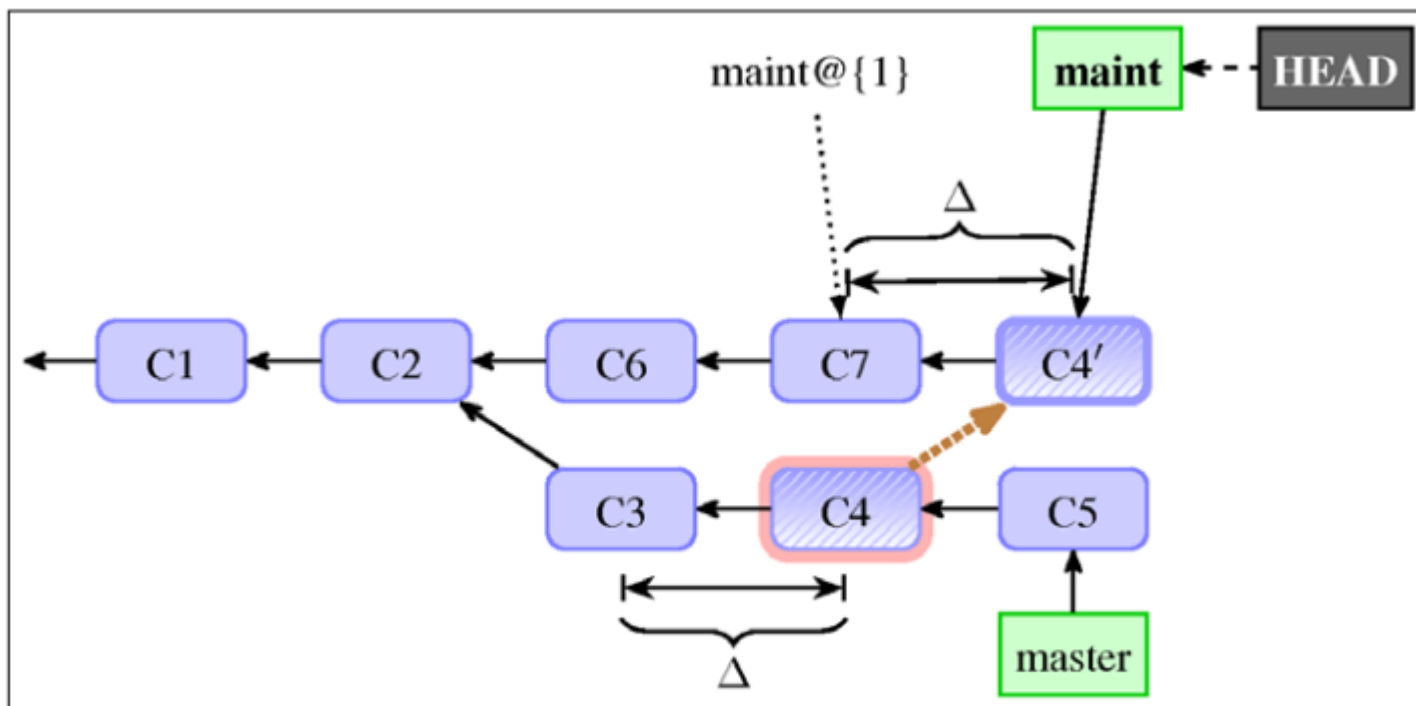 maint@{1}
maint
HEAD
Δ
C1
C2
C6
C7
C4′
C3
C4
C5
Δ
master